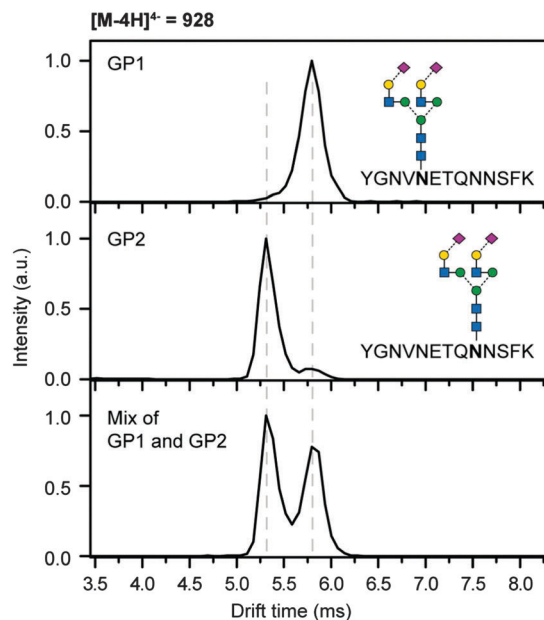 [M-4H]⁴⁻ = 928
GP1
1.0
0.5
0.0
YGNVNETQNNSFK
GP2
1.0
0.5
0.0
YGNVNETQNNSFK
Intensity (a.u.)
Mix of
GP1 and GP2
1.0
0.5
0.0
3.5 4.0 4.5 5.0 5.5 6.0 6.5 7.0 7.5 8.0
Drift time (ms)